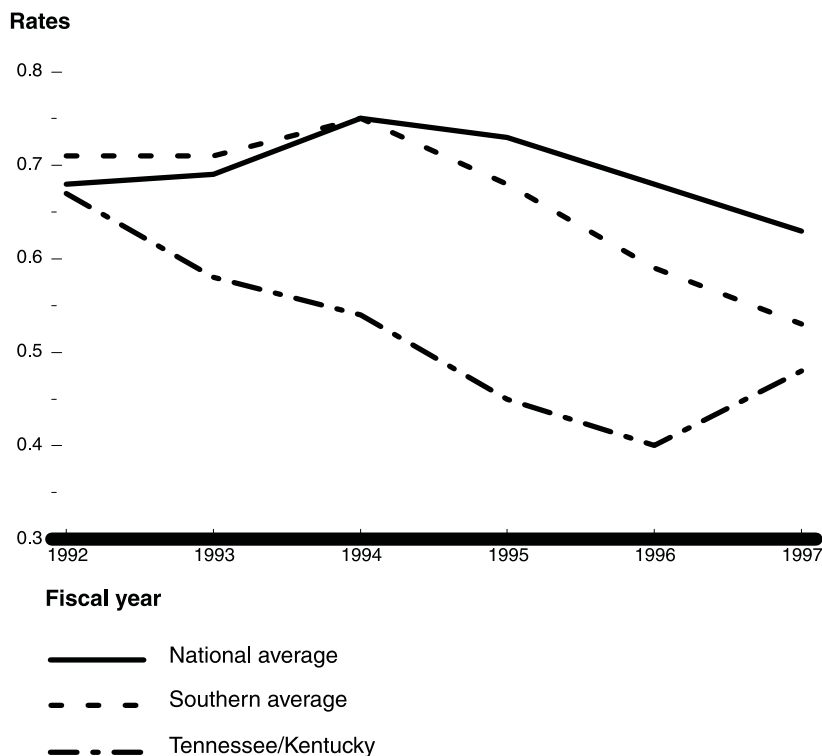 Rates
0.8
0.7
0.6
0.5
0.4
0.3
1992 1993 1994 1995 1996 1997
Fiscal year
National average
Southern average
Tennessee/Kentucky